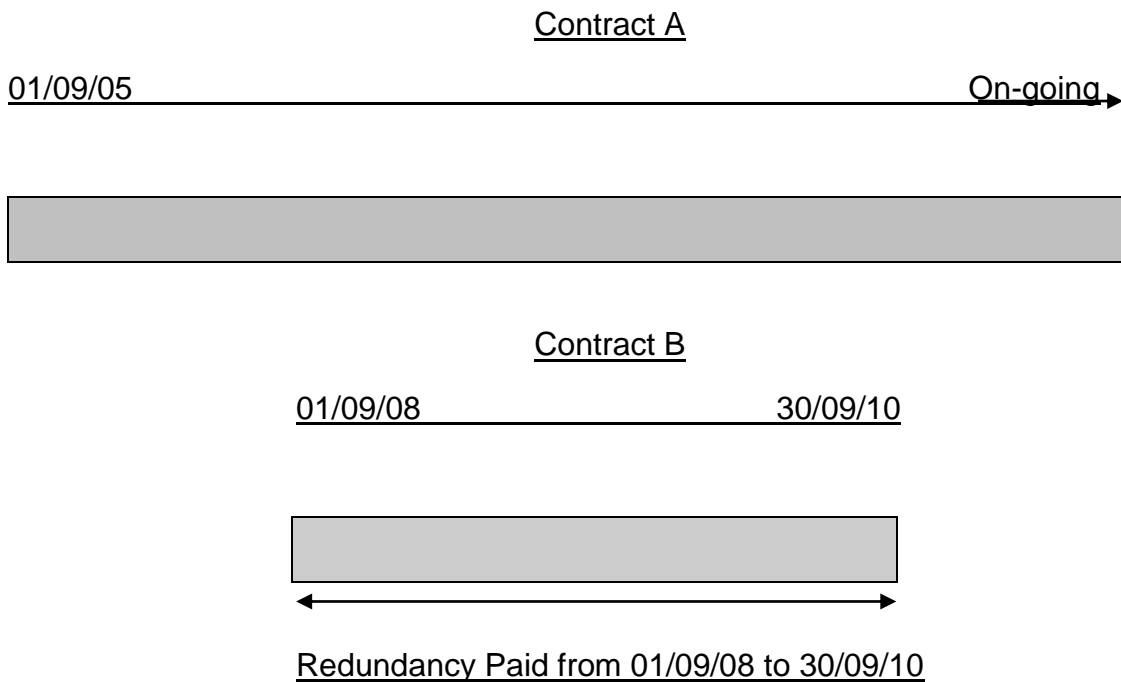 Contract A
01/09/05 On-going
Contract B
01/09/08 30/09/10
Redundancy Paid from 01/09/08 to 30/09/10